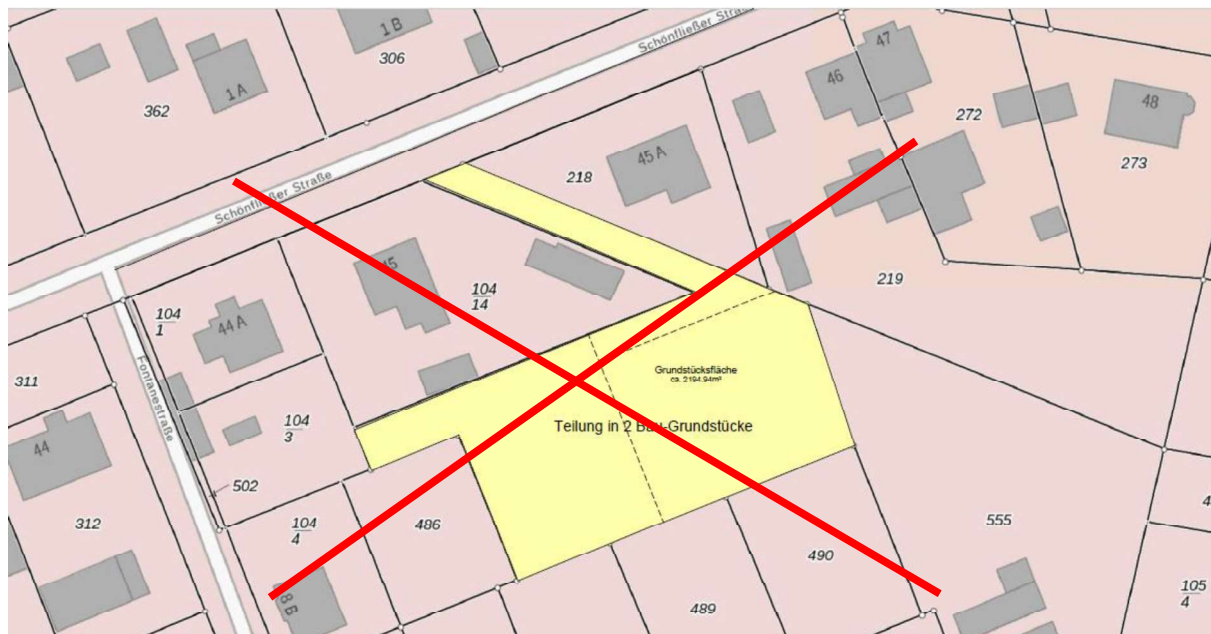 Schönfließer Straße
1 B
47
306
46
48
1 A
272
362
273
45 A
218
Schönfließer Straße
219
45
104
14
104
1
44 A
Fontanestraße
Grundstücksfläche
ca. 2194.94m²
311
104
3
Teilung in 2 Bau-Grundstücke
44
502
312
104
4
486
555
490
489
105
4